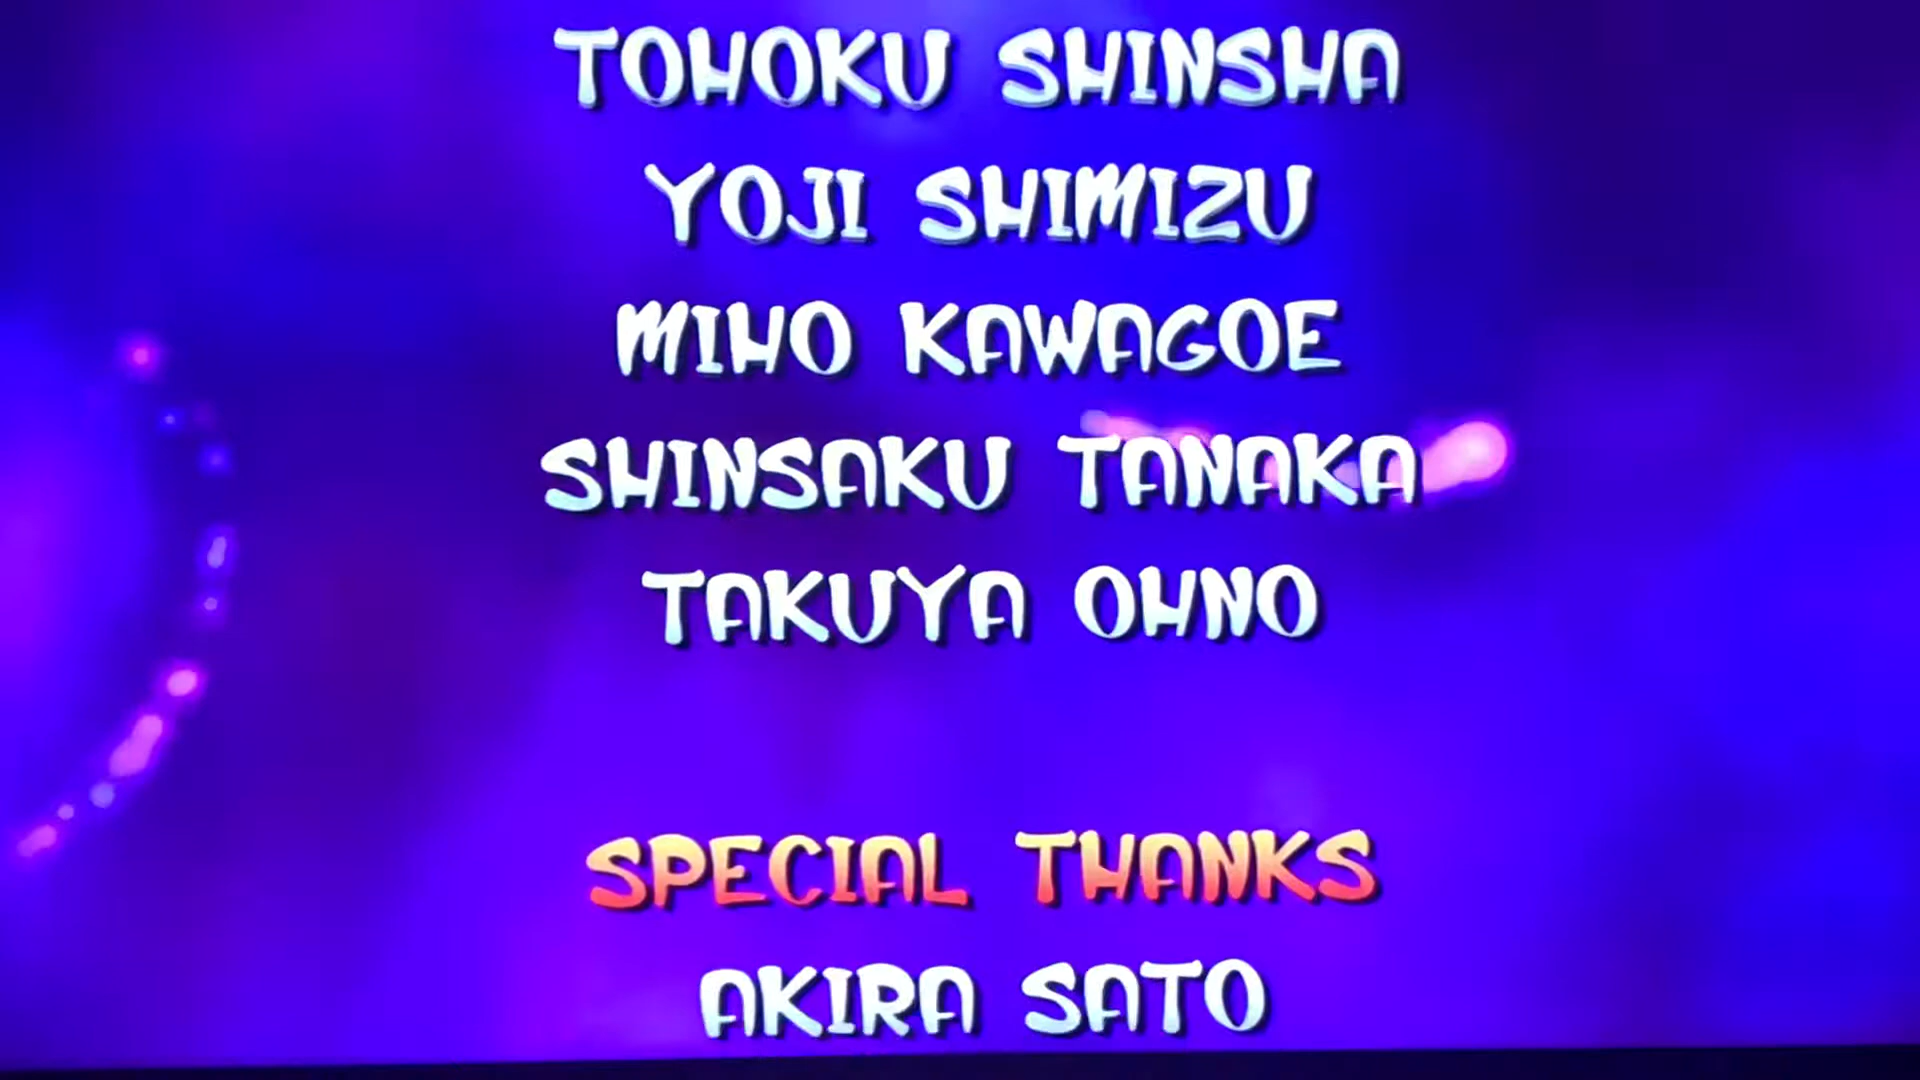 TOHOKU SHINSHA
YOJI SHIMIZU
MIHO KAWAGOE
SHINSAKU TANAKA
TAKUYA OHNO
SPECIAL THANKS
AKIRA SATO